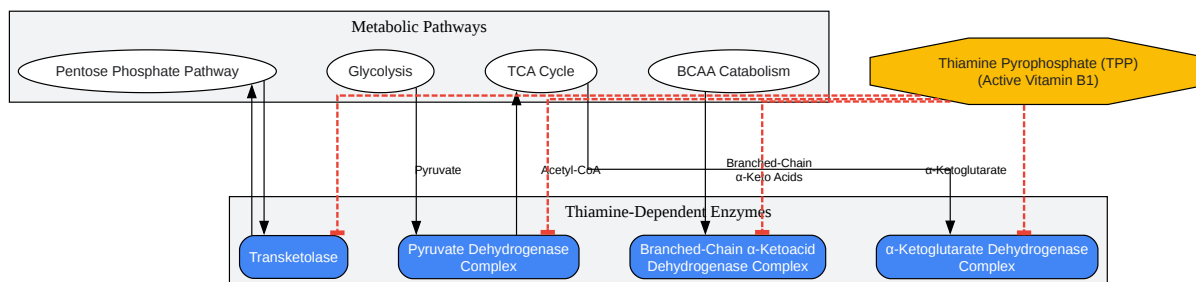 Metabolic Pathways
Pentose Phosphate Pathway
Glycolysis
TCA Cycle
BCAA Catabolism
Thiamine Pyrophosphate (TPP)
(Active Vitamin B1)
Pyruvate
Acetyl-CoA
Branched-Chain
α-Keto Acids
α-Ketoglutarate
Thiamine-Dependent Enzymes
Transketolase
Pyruvate Dehydrogenase
Complex
Branched-Chain α-Ketoacid
Dehydrogenase Complex
α-Ketoglutarate Dehydrogenase
Complex